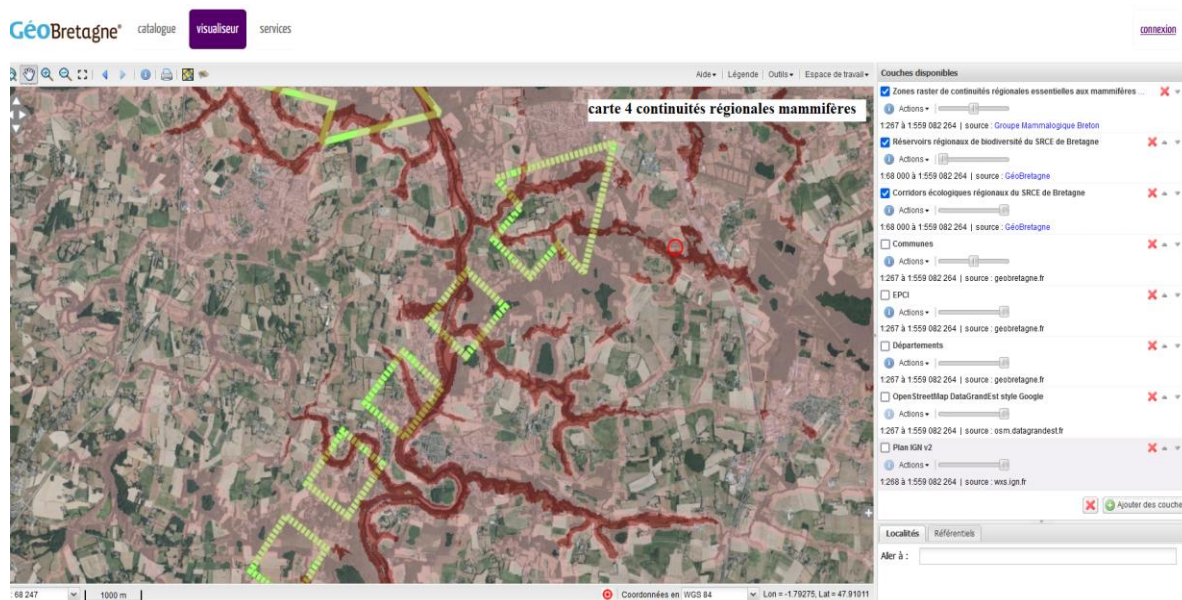 GéoBretagne® catalogue visualiseur services connexion
Aide Légende Outils Espace de travail
carte 4 continuités régionales mammifères
Couches disponibles
Zones raster de continuités régionales essentielles aux mammifères ...
Actions
1:267 à 1:559 082 264 | source : Groupe Mammalogique Breton
Réservoirs régionaux de biodiversité du SRCE de Bretagne
Actions
1:68 000 à 1:559 082 264 | source : GéoBretagne
Corridors écologiques régionaux du SRCE de Bretagne
Actions
1:68 000 à 1:559 082 264 | source : GéoBretagne
Communes
Actions
1:267 à 1:559 082 264 | source : geobretagne.fr
EPCI
Actions
1:267 à 1:559 082 264 | source : geobretagne.fr
Départements
Actions
1:267 à 1:559 082 264 | source : geobretagne.fr
OpenStreetMap DataGrandEst style Google
Actions
1:267 à 1:559 082 264 | source : osm.datagrandest.fr
Plan IGN v2
Actions
1:268 à 1:559 082 264 | source : wxs.ign.fr
Ajouter des couche
Localités Référentiels
Aller à :
: 68 247 1000 m Coordonnées en WGS 84 Lon = -1.79275, Lat = 47.91011